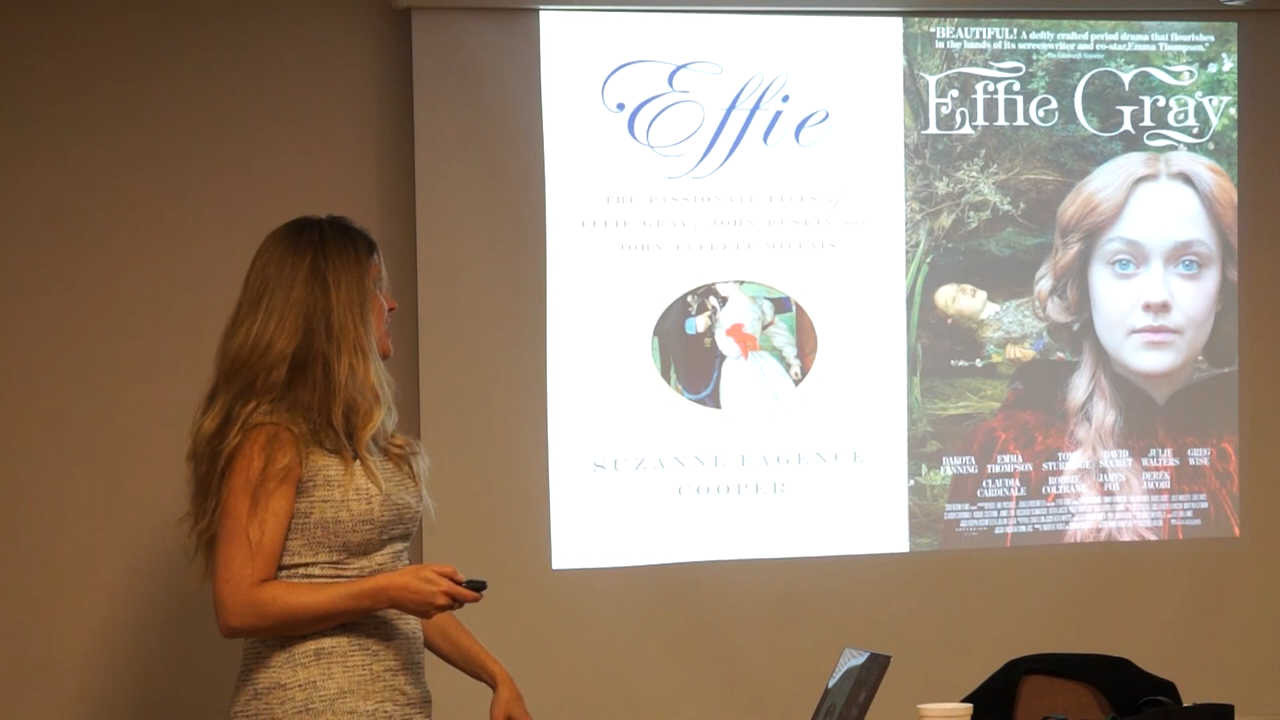 Effie
THE PASSIONATE LIVES of
EFFIE GRAY, JOHN RUSKIN and
JOHN EVERETT MILLAIS
SUZANNE FAGENCE
COOPER
"BEAUTIFUL! A deftly crafted period drama that flourishes
in the hands of its screenwriter and co-star, Emma Thompson."
Effie Gray
DAKOTA FANNING EMMA THOMPSON TOM STURRIDGE DAVID SUCHET JULIE WALTERS GREG WISE
CLAUDIA CARDINALE ROBBIE COLTRANE JAMES FOX DEREK JACOBI